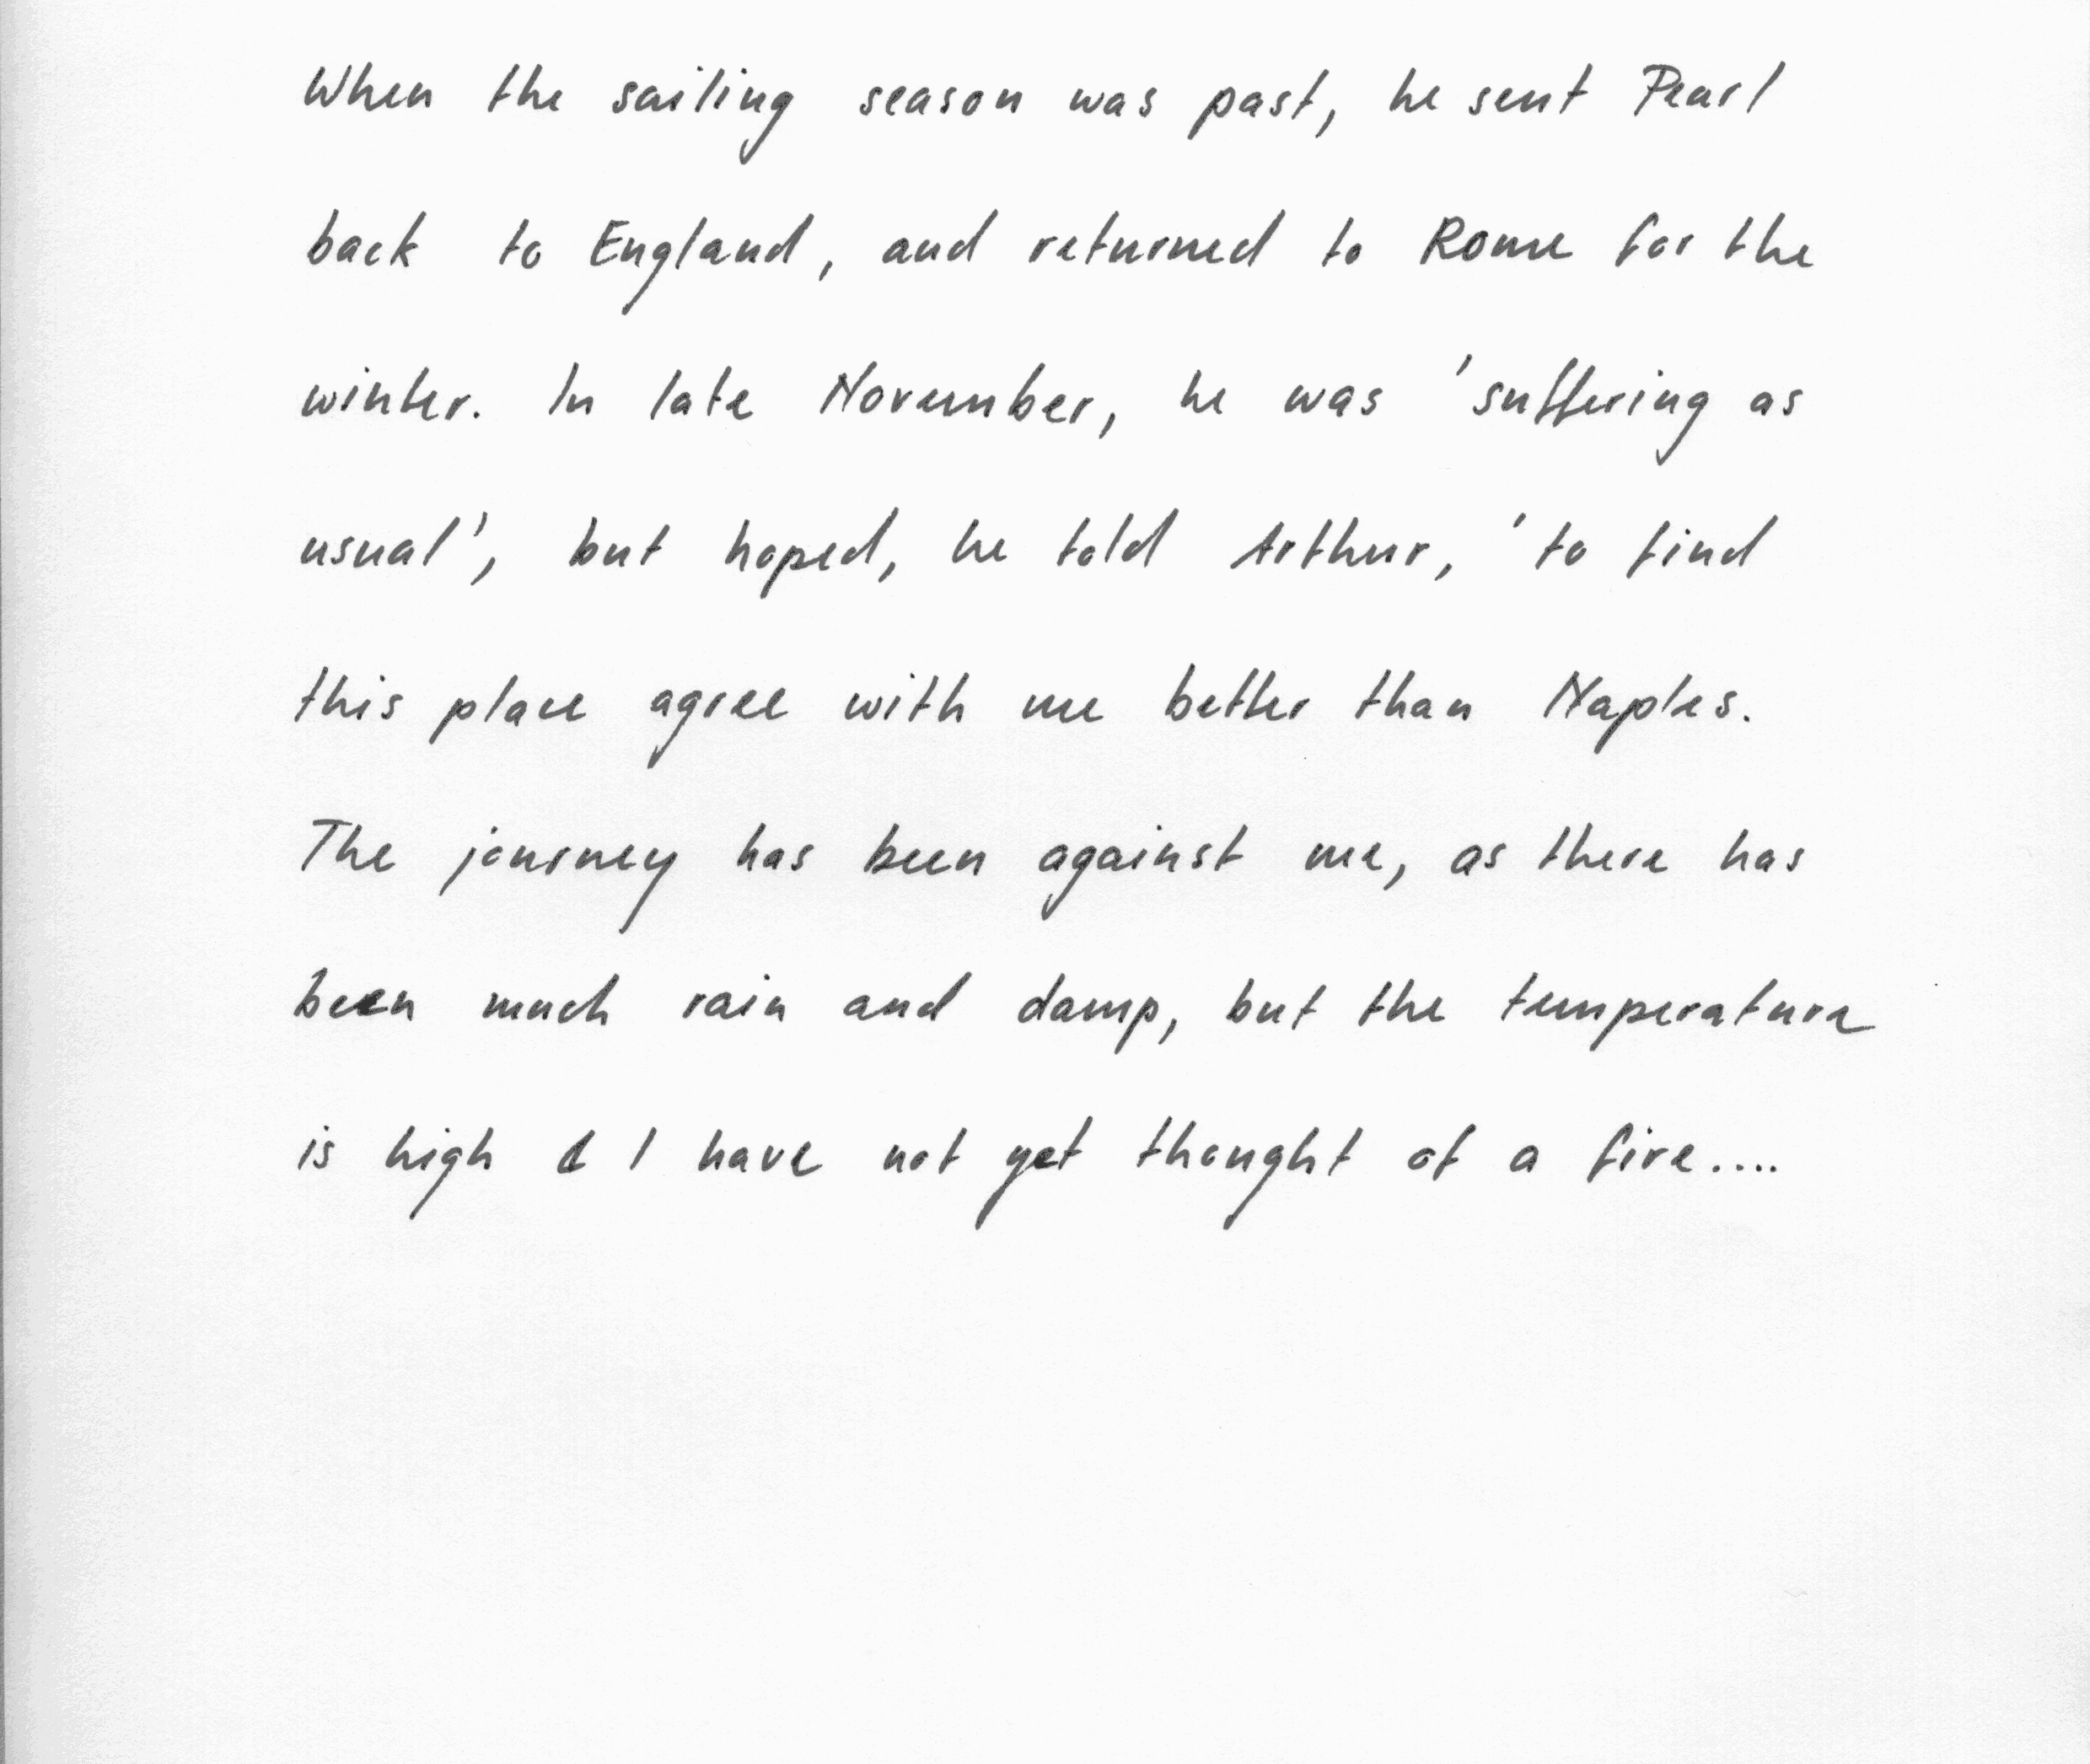 When the sailing season was past, he sent Pearl
back to England, and returned to Rome for the
winter. In late November, he was 'suffering as
usual', but hoped, he told Arthur, 'to find
this place agree with me better than Naples.
The journey has been against me, as there has
been much rain and damp, but the temperature
is high & I have not yet thought of a fire....